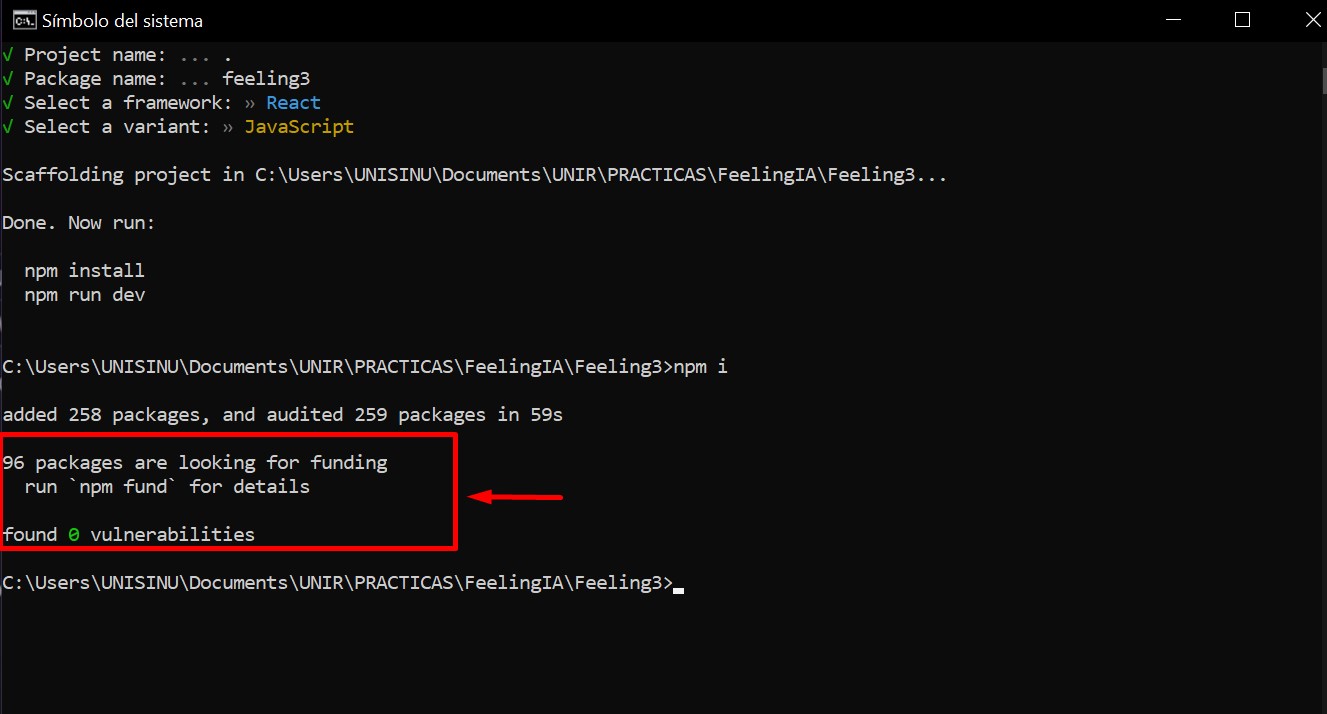 Símbolo del sistema
√ Project name: ... .
√ Package name: ... feeling3
√ Select a framework: » React
√ Select a variant: » JavaScript
Scaffolding project in C:\Users\UNISINU\Documents\UNIR\PRACTICAS\FeelingIA\Feeling3...
Done. Now run:
npm install
npm run dev
C:\Users\UNISINU\Documents\UNIR\PRACTICAS\FeelingIA\Feeling3>npm i
added 258 packages, and audited 259 packages in 59s
96 packages are looking for funding
run `npm fund` for details
found 0 vulnerabilities
C:\Users\UNISINU\Documents\UNIR\PRACTICAS\FeelingIA\Feeling3>